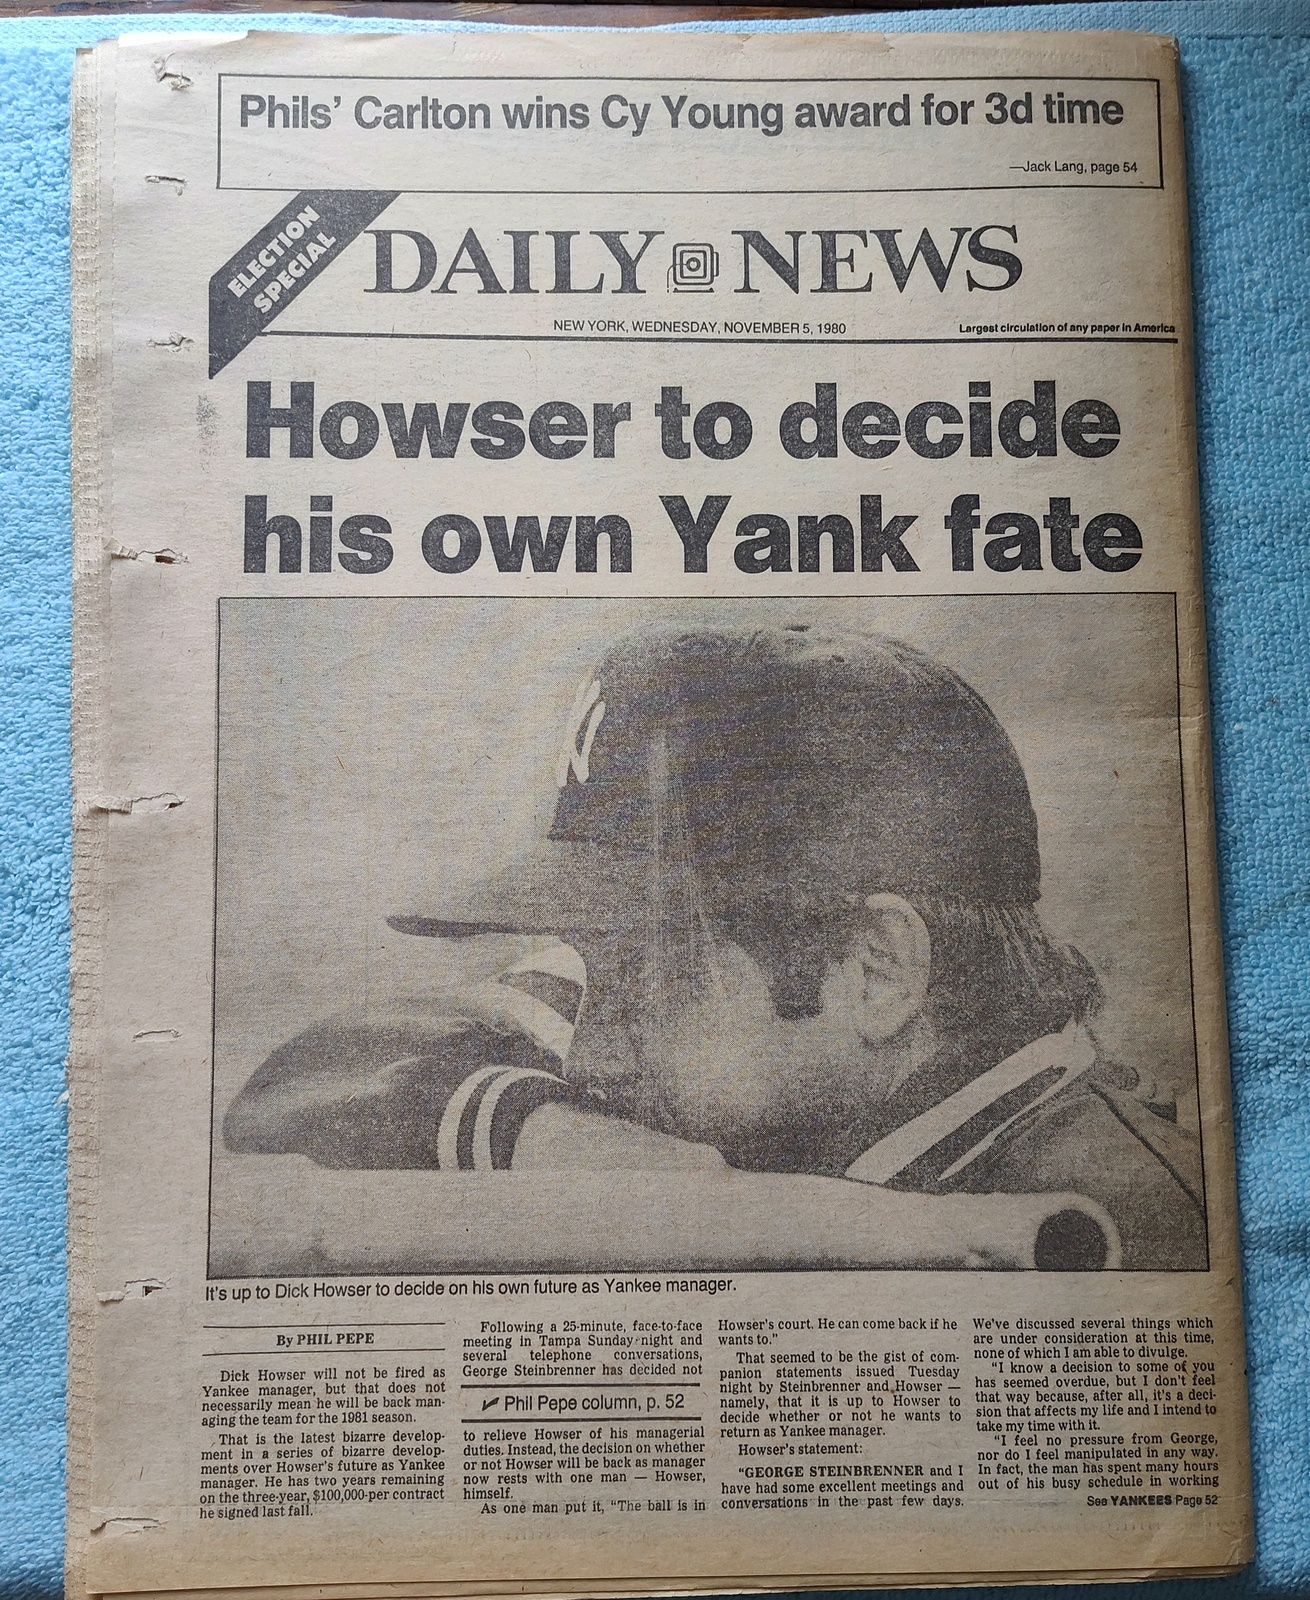 Phils' Carlton wins Cy Young award for 3d time
—Jack Lang, page 54
ELECTION
SPECIAL
DAILY NEWS
NEW YORK, WEDNESDAY, NOVEMBER 5, 1980
Largest circulation of any paper in America
Howser to decide
his own Yank fate
It's up to Dick Howser to decide on his own future as Yankee manager.
By PHIL PEPE
Dick Howser will not be fired as
Yankee manager, but that does not
necessarily mean he will be back man-
aging the team for the 1981 season.
That is the latest bizarre develop-
ment in a series of bizarre develop-
ments over Howser's future as Yankee
manager. He has two years remaining
on the three-year, $100,000-per contract
he signed last fall.
Following a 25-minute, face-to-face
meeting in Tampa Sunday night and
several telephone conversations,
George Steinbrenner has decided not
Phil Pepe column, p. 52
to relieve Howser of his managerial
duties. Instead, the decision on whether
or not Howser will be back as manager
now rests with one man — Howser,
himself.
As one man put it, "The ball is in
Howser's court. He can come back if he
wants to."
That seemed to be the gist of com-
panion statements issued Tuesday
night by Steinbrenner and Howser —
namely, that it is up to Howser to
decide whether or not he wants to
return as Yankee manager.
Howser's statement:
"GEORGE STEINBRENNER and I
have had some excellent meetings and
conversations in the past few days.
We've discussed several things which
are under consideration at this time,
none of which I am able to divulge.
"I know a decision to some of you
has seemed overdue, but I don't feel
that way because, after all, it's a deci-
sion that affects my life and I intend to
take my time with it.
"I feel no pressure from George,
nor do I feel manipulated in any way.
In fact, the man has spent many hours
out of his busy schedule in working
See YANKEES Page 52